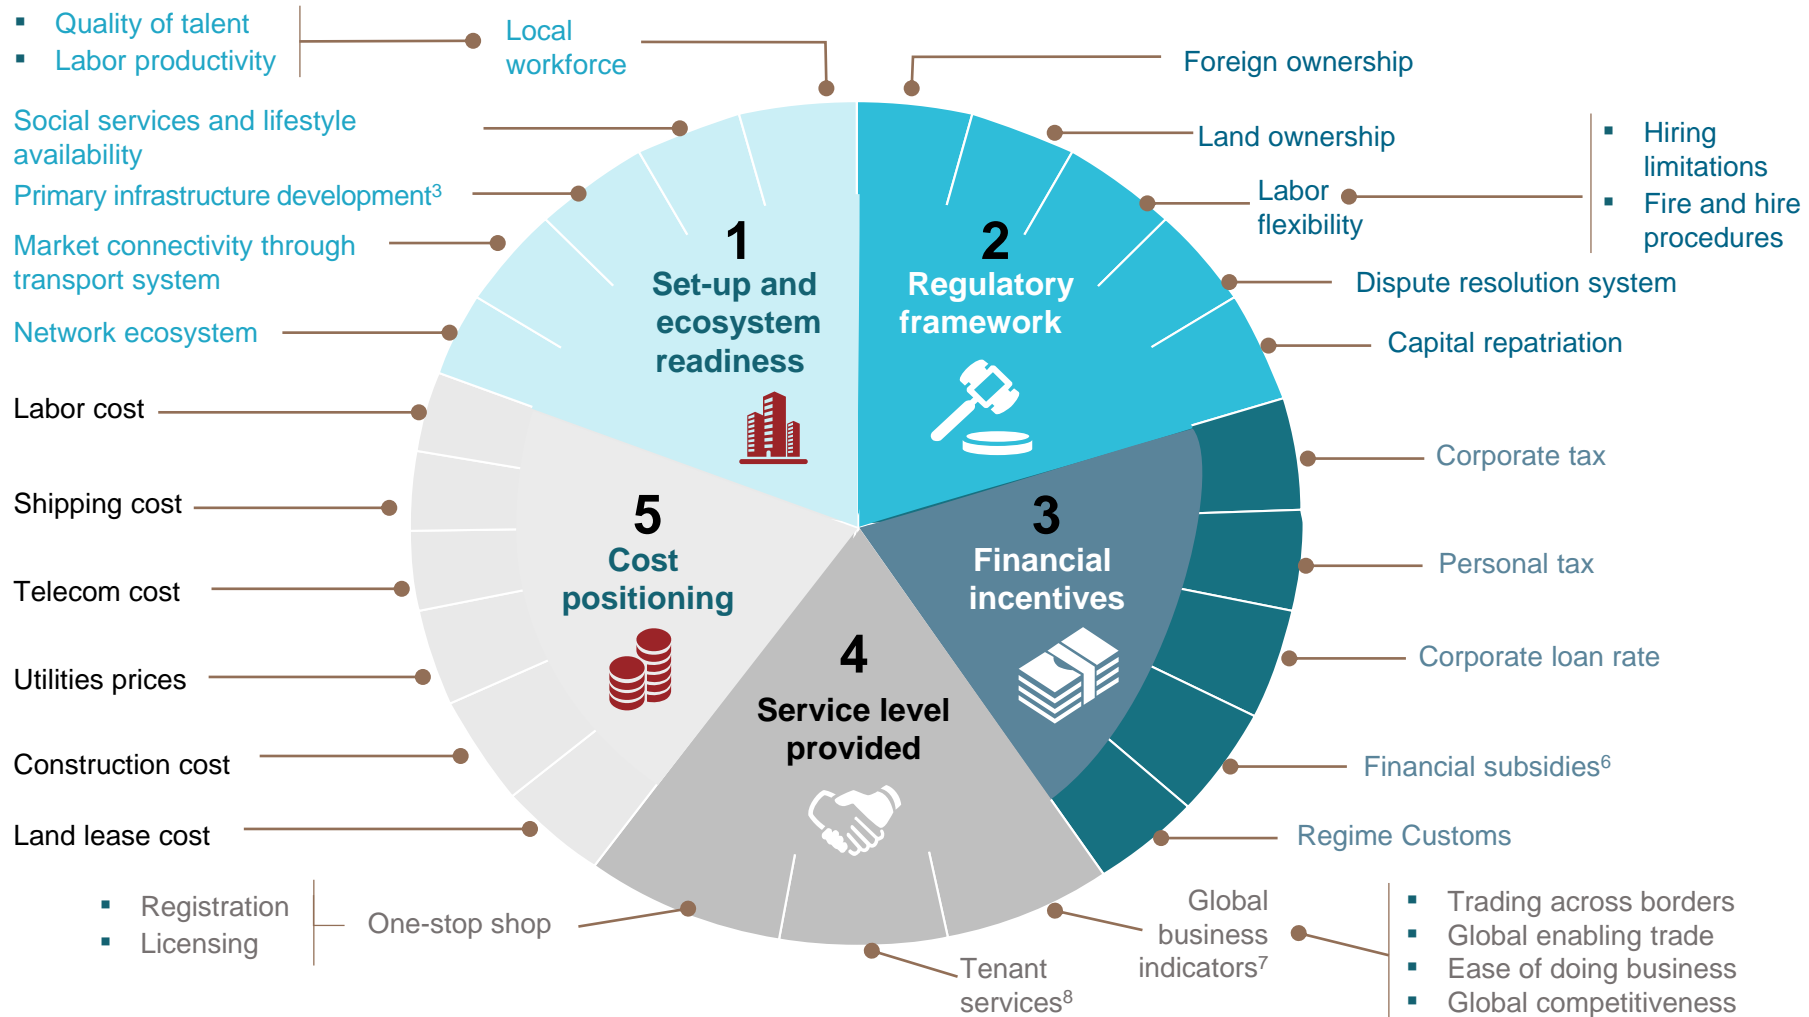 ▪ Quality of talent
▪ Labor productivity
Local
workforce
Social services and lifestyle
availability
Primary infrastructure development³
Market connectivity through
transport system
Network ecosystem
1
Set-up and
ecosystem
readiness
Foreign ownership
Land ownership
Labor
flexibility
▪ Hiring
limitations
▪ Fire and hire
procedures
Dispute resolution system
Capital repatriation
2
Regulatory
framework
Corporate tax
Personal tax
Corporate loan rate
Financial subsidies⁶
Regime Customs
3
Financial
incentives
4
Service level
provided
Global
business
indicators⁷
▪ Trading across borders
▪ Global enabling trade
▪ Ease of doing business
▪ Global competitiveness
Tenant
services⁸
One-stop shop
▪ Registration
▪ Licensing
5
Cost
positioning
Labor cost
Shipping cost
Telecom cost
Utilities prices
Construction cost
Land lease cost